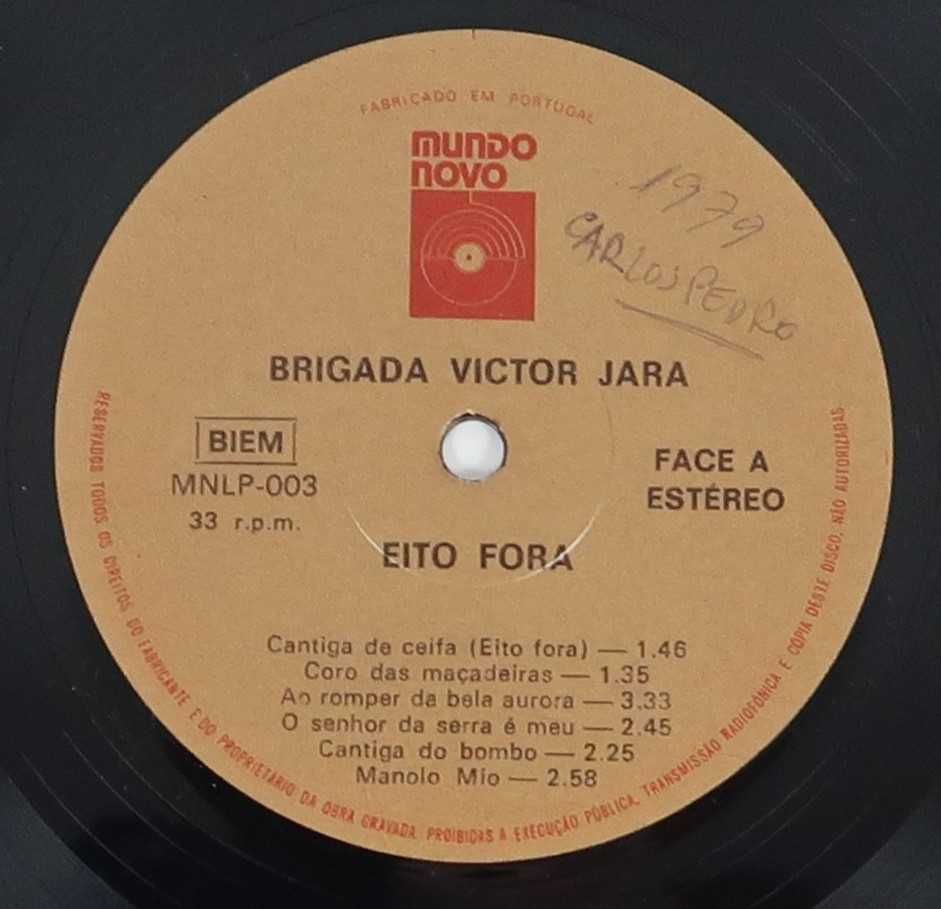 FABRICADO EM PORTUGAL
mundo
novo
1979
CARLOS PEDRO
BRIGADA VICTOR JARA
BIEM
MNLP-003
33 r.p.m.
FACE A
ESTÉREO
EITO FORA
Cantiga de ceifa (Eito fora) — 1.46
Coro das maçadeiras — 1.35
Ao romper da bela aurora — 3.33
O senhor da serra é meu — 2.45
Cantiga do bombo — 2.25
Manolo Mio — 2.58
RESERVADOS TODOS OS DIREITOS DO FABRICANTE E DO PROPRIETARIO DA OBRA GRAVADA. PROIBIDAS A EXECUÇÃO PÚBLICA, TRANSMISSÃO RADIOFÓNICA E CÓPIA DESTE DISCO, NÃO AUTORIZADAS